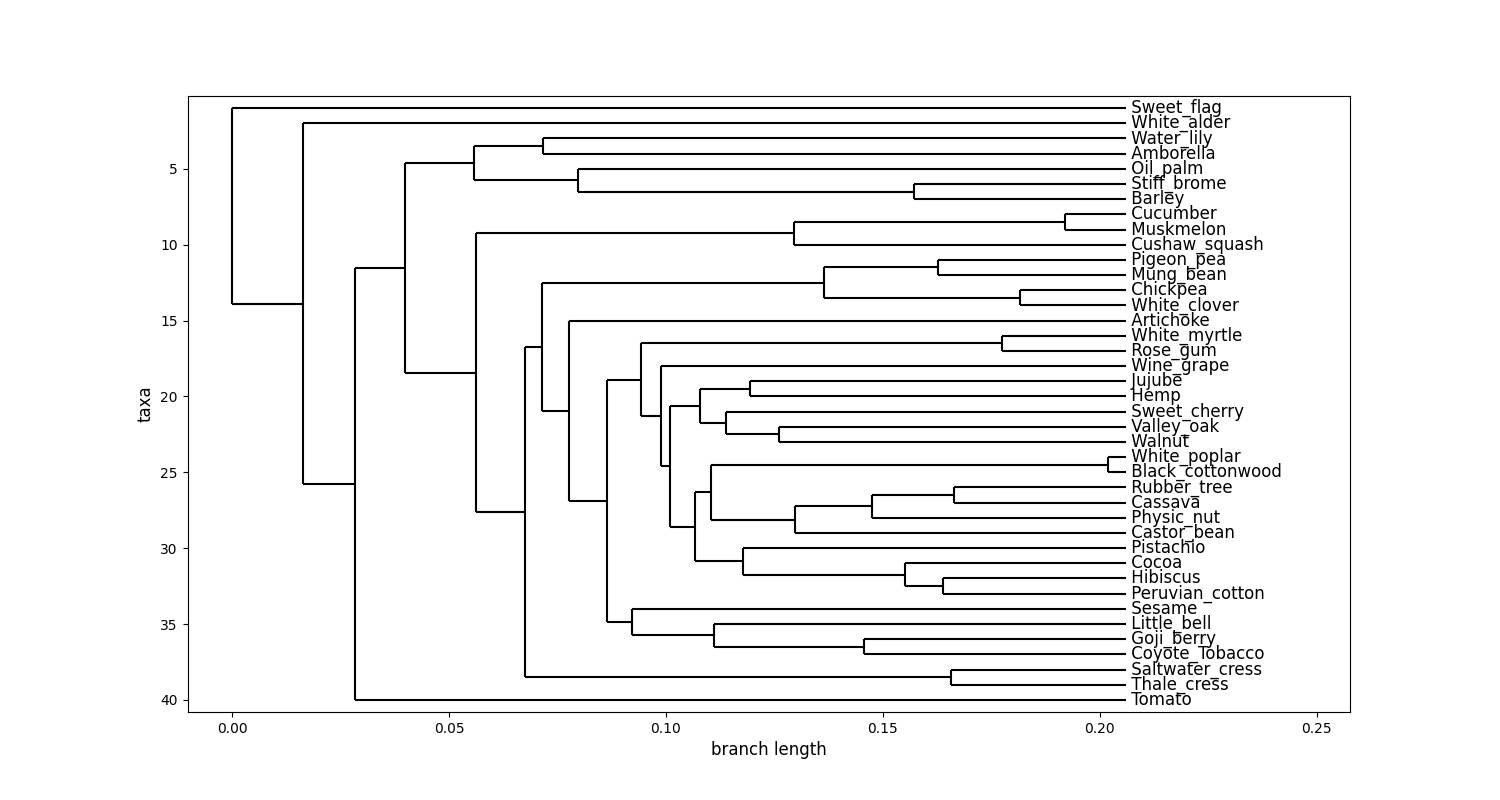 Sweet_flag
White_alder
Water_lily
Amborella
Oil_palm
Stiff_brome
Barley
Cucumber
Muskmelon
Cushaw_squash
Pigeon_pea
Mung_bean
Chickpea
White_clover
Artichoke
White_myrtle
Rose_gum
Wine_grape
Jujube
Hemp
Sweet_cherry
Valley_oak
Walnut
White_poplar
Black_cottonwood
Rubber_tree
Cassava
Physic_nut
Castor_bean
Pistachio
Cocoa
Hibiscus
Peruvian_cotton
Sesame
Little_bell
Goji_berry
Coyote_Tobacco
Saltwater_cress
Thale_cress
Tomato
5
10
15
20
25
30
35
40
taxa
0.00 0.05 0.10 0.15 0.20 0.25
branch length